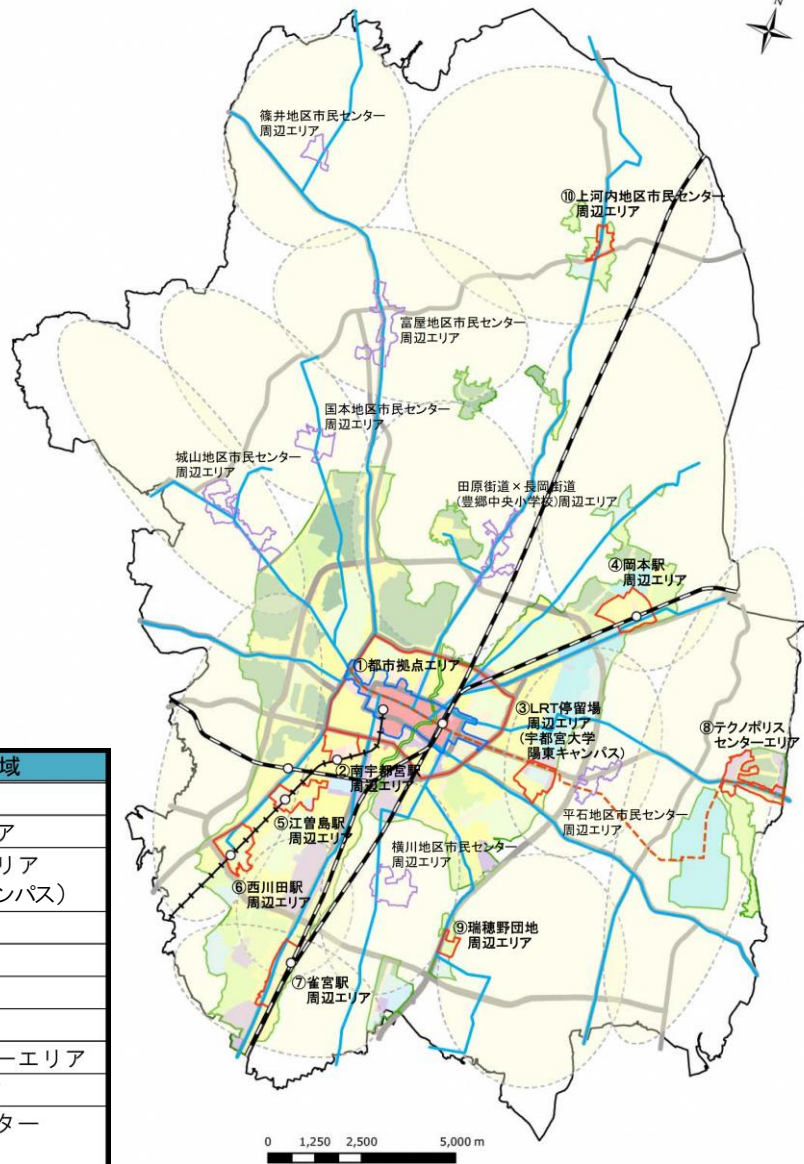 N
篠井地区市民センター
周辺エリア
⑩上河内地区市民センター
周辺エリア
富屋地区市民センター
周辺エリア
国本地区市民センター
周辺エリア
城山地区市民センター
周辺エリア
田原街道×長岡街道
(豊郷中央小学校)周辺エリア
④岡本駅
周辺エリア
①都市拠点エリア
③LRT停留場
周辺エリア
(宇都宮大学
陽東キャンパス)
⑧テクノポリス
センターエリア
②南宇都宮駅
周辺エリア
平石地区市民センター
周辺エリア
⑤江曽島駅
周辺エリア
横川地区市民センター
周辺エリア
⑥西川田駅
周辺エリア
⑨瑞穂野団地
周辺エリア
⑦雀宮駅
周辺エリア
域
ア
リア
ンパス)
ーエリア
ター
0 1,250 2,500 5,000 m